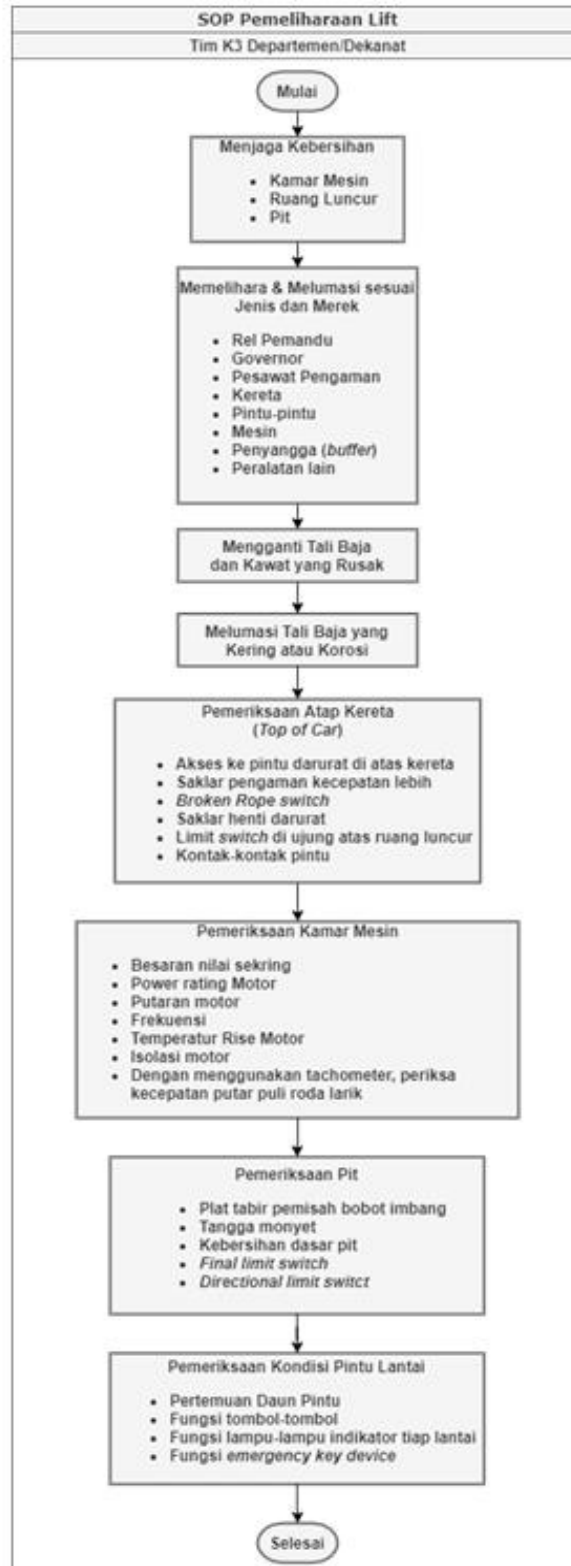 SOP Pemeliharaan Lift
Tim K3 Departemen/Dekanat
Mulai
Menjaga Kebersihan
• Kamar Mesin
• Ruang Luncur
• Pit
Memelihara & Melumasi sesuai
Jenis dan Merek
• Rel Pemandu
• Governor
• Pesawat Pengaman
• Kereta
• Pintu-pintu
• Mesin
• Penyangga (buffer)
• Peralatan lain
Mengganti Tali Baja
dan Kawat yang Rusak
Melumasi Tali Baja yang
Kering atau Korosi
Pemeriksaan Atap Kereta
(Top of Car)
• Akses ke pintu darurat di atas kereta
• Saklar pengaman kecepatan lebih
• Broken Rope switch
• Saklar henti darurat
• Limit switch di ujung atas ruang luncur
• Kontak-kontak pintu
Pemeriksaan Kamar Mesin
• Besaran nilai sekring
• Power rating Motor
• Putaran motor
• Frekuensi
• Temperatur Rise Motor
• Isolasi motor
• Dengan menggunakan tachometer, periksa
kecepatan putar puli roda larik
Pemeriksaan Pit
• Plat tabir pemisah bobot imbang
• Tangga monyet
• Kebersihan dasar pit
• Final limit switch
• Directional limit switct
Pemeriksaan Kondisi Pintu Lantai
• Pertemuan Daun Pintu
• Fungsi tombol-tombol
• Fungsi lampu-lampu indikator tiap lantai
• Fungsi emergency key device
Selesai